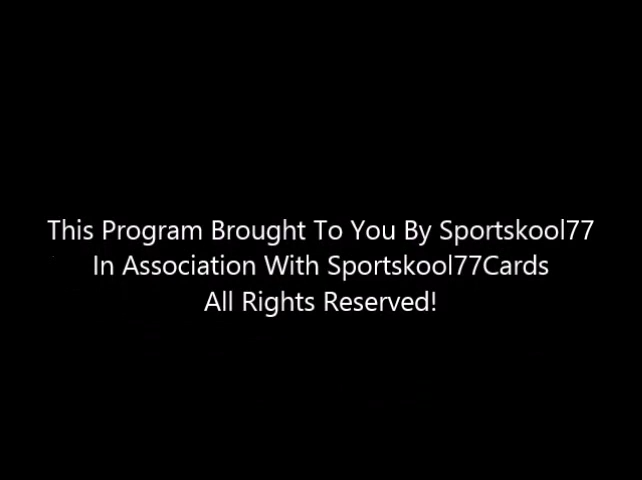 This Program Brought To You By Sportskool77
In Association With Sportskool77Cards
All Rights Reserved!